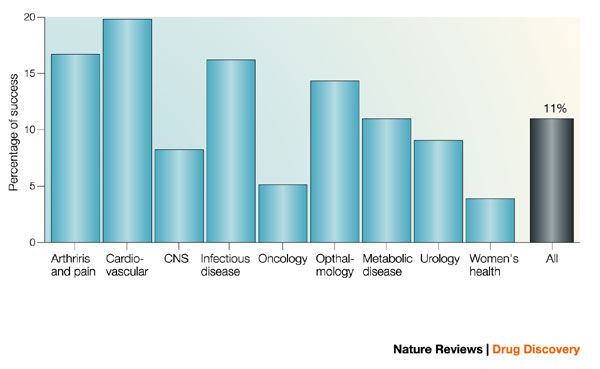 20
15
10
5
0
Percentage of success
11%
Arthriris
and pain
Cardio-
vascular
CNS
Infectious
disease
Oncology
Opthal-
mology
Metabolic
disease
Urology
Women's
health
All
Nature Reviews | Drug Discovery